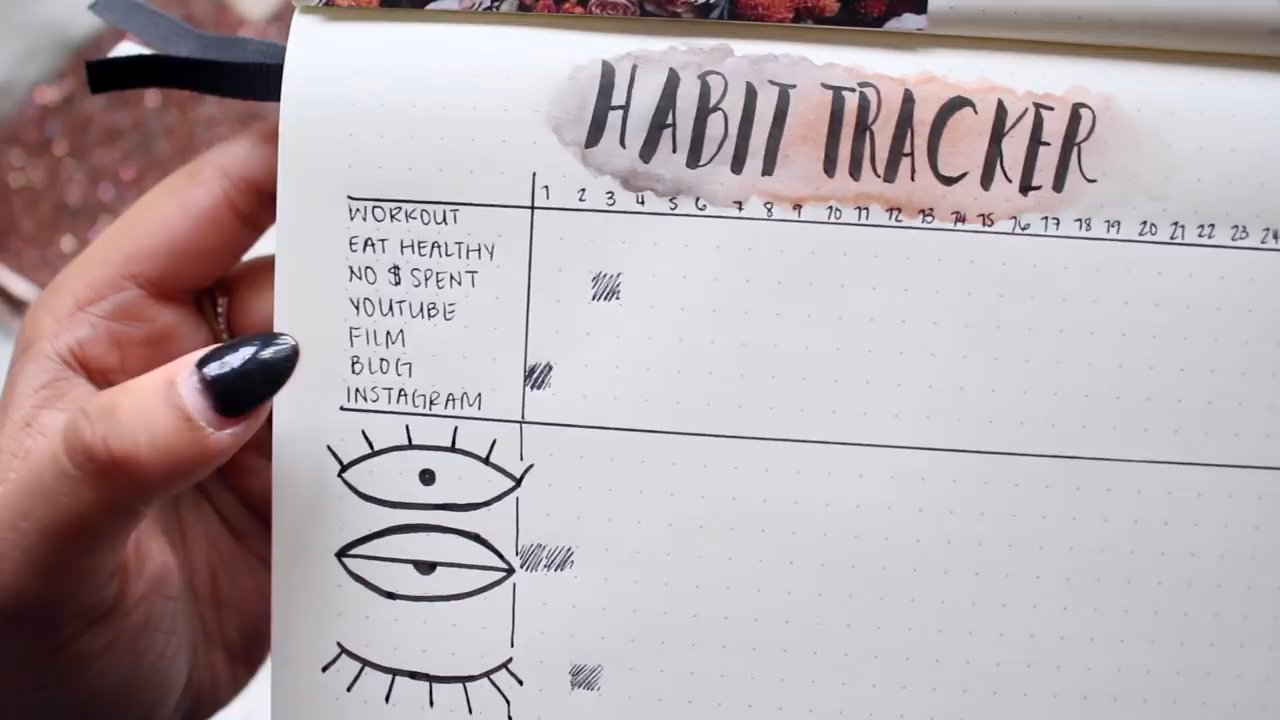 HABIT TRACKER
1 2 3 4 5 6 7 8 9 10 11 12 13 14 15 16 17 18 19 20 21 22 23 24
WORKOUT
EAT HEALTHY
NO $ SPENT
YOUTUBE
FILM
BLOG
INSTAGRAM